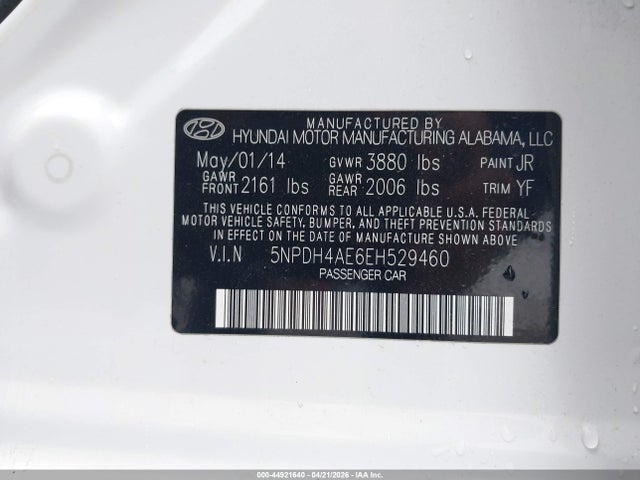 MANUFACTURED BY
HYUNDAI MOTOR MANUFACTURING ALABAMA, LLC
May/01/14 GVWR 3880 lbs PAINT JR
GAWR FRONT 2161 lbs GAWR REAR 2006 lbs TRIM YF
THIS VEHICLE CONFORMS TO ALL APPLICABLE U.S.A. FEDERAL
MOTOR VEHICLE SAFETY, BUMPER, AND THEFT PREVENTION STANDARDS
IN EFFECT ON THE DATE OF MANUFACTURE SHOWN ABOVE.
V.I.N 5NPDH4AE6EH529460
PASSENGER CAR
000-44921640 - 04/21/2026 - IAA Inc.